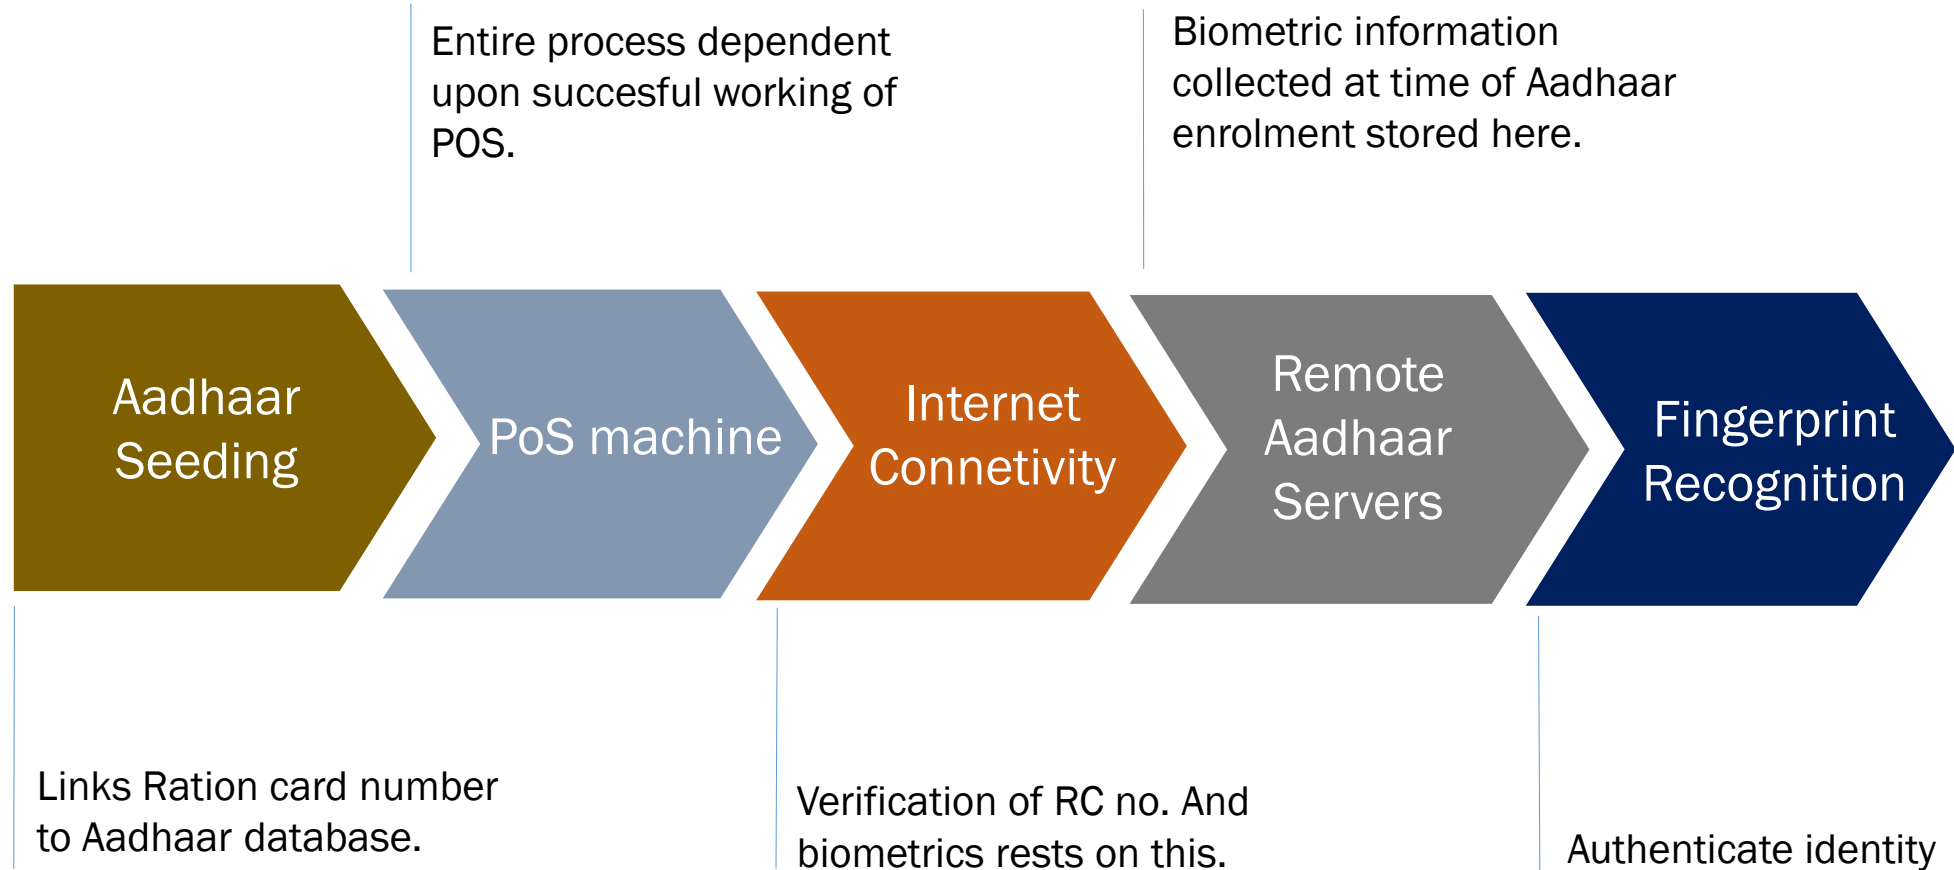 Entire process dependent
upon succesful working of
POS.
Biometric information
collected at time of Aadhaar
enrolment stored here.
Aadhaar
Seeding
PoS machine
Internet
Connetivity
Remote
Aadhaar
Servers
Fingerprint
Recognition
Links Ration card number
to Aadhaar database.
Verification of RC no. And
biometrics rests on this.
Authenticate identity